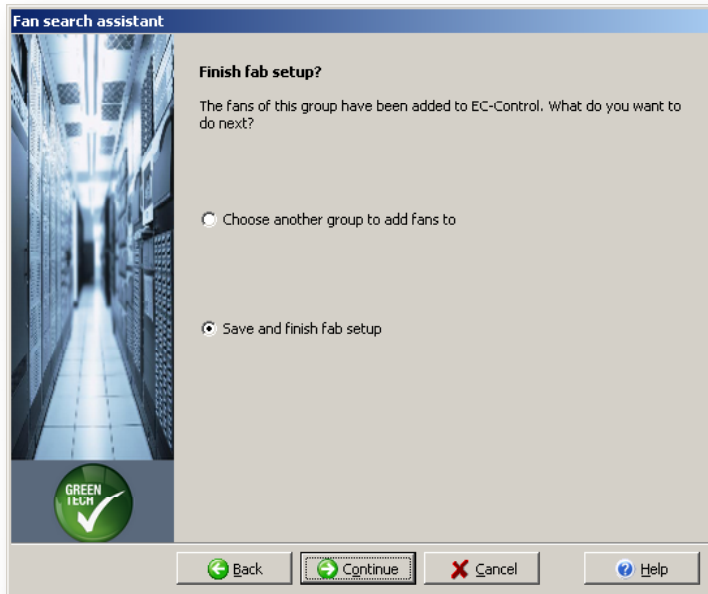 Fan search assistant
Finish fab setup?
The fans of this group have been added to EC-Control. What do you want to
do next?
Choose another group to add fans to
Save and finish fab setup
GREEN
TECH
Back
Continue
Cancel
Help